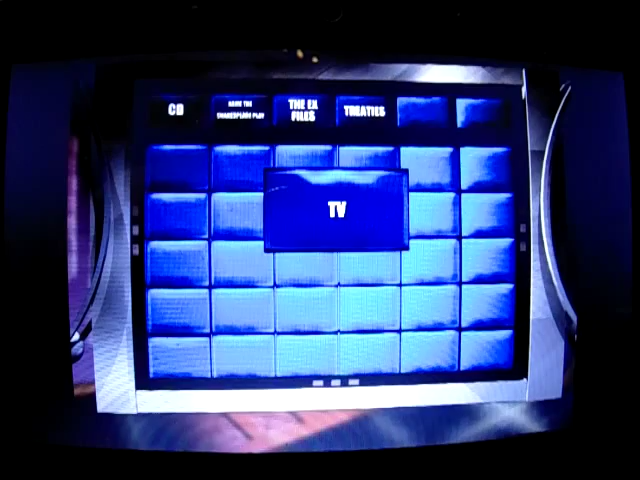 CD
NAME THE
SHAKESPEARE PLAY
THE EX
FILES
TREATIES
TV